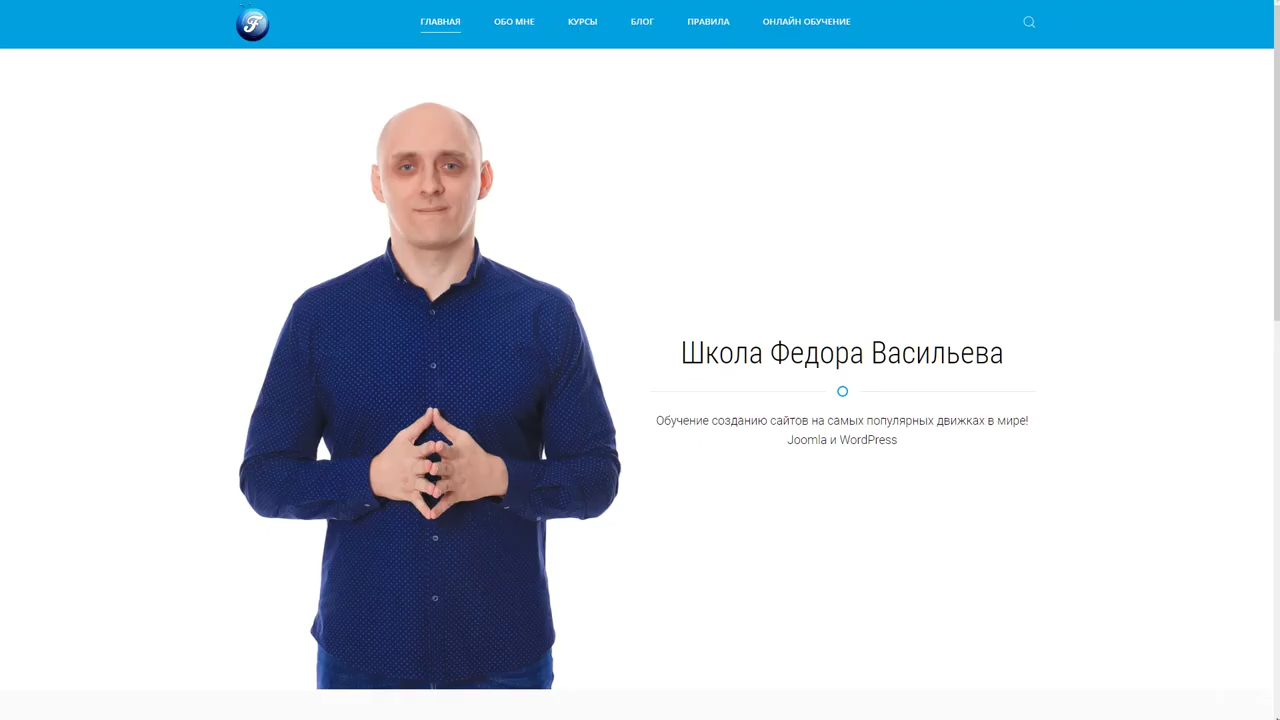 ГЛАВНАЯ ОБО МНЕ КУРСЫ БЛОГ ПРАВИЛА ОНЛАЙН ОБУЧЕНИЕ
Школа Федора Васильева
Обучение созданию сайтов на самых популярных движках в мире!
Joomla и WordPress